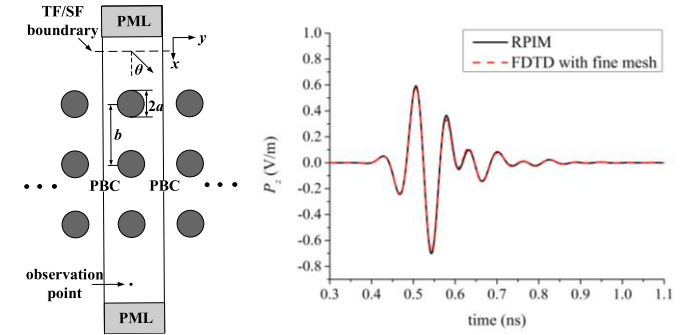 TF/SF
boundrary
PML
y
x
θ
2a
b
PBC
PBC
• • •
• • •
observation
point
PML
1.0
0.8
0.6
0.4
0.2
0.0
-0.2
-0.4
-0.6
-0.8
P_z (V/m)
RPIM
FDTD with fine mesh
0.3 0.4 0.5 0.6 0.7 0.8 0.9 1.0 1.1
time (ns)